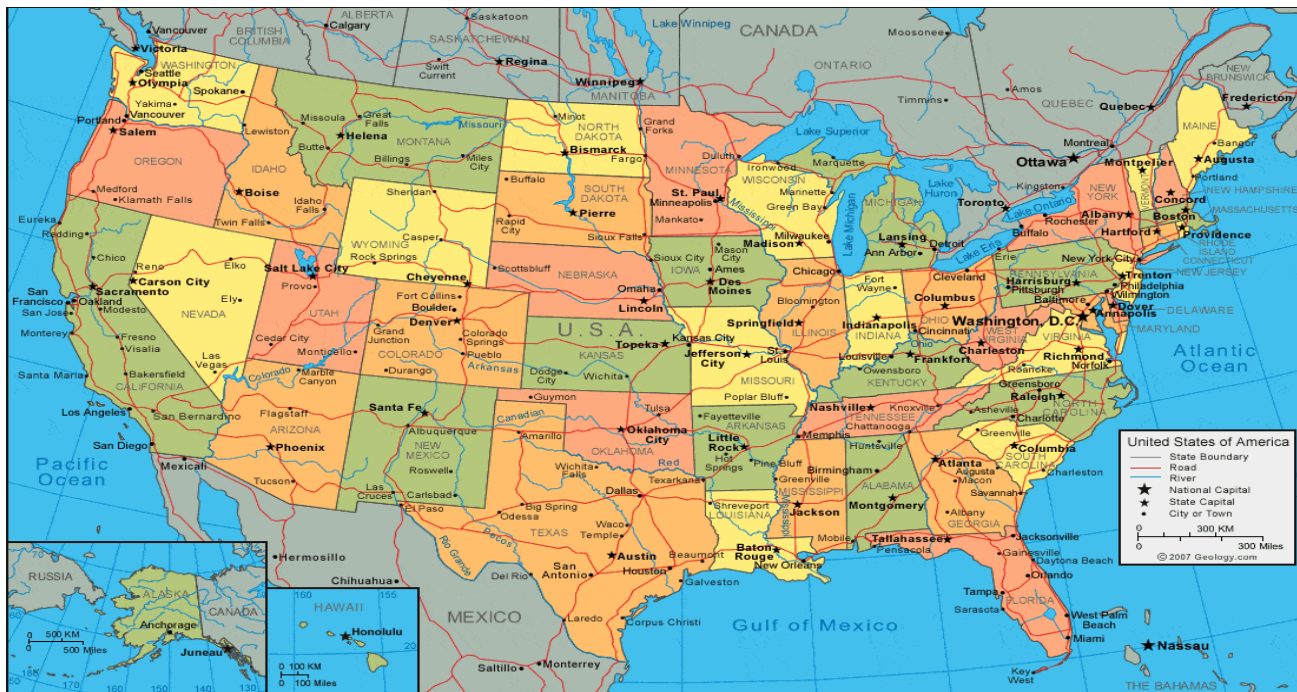 CANADA
ALBERTA
Calgary
BRITISH
COLUMBIA
Vancouver
Victoria
Saskatoon
SASKATCHEWAN
Swift
Current
Regina
Lake Winnipeg
Winnipeg
MANITOBA
ONTARIO
Moosonee
Timmins
Amos
QUEBEC
Quebec
Montreal
Ottawa
Kingston
Toronto
NEW
BRUNSWICK
Fredericton
WASHINGTON
Seattle
Olympia
Spokane
Yakima
Vancouver
Portland
Salem
OREGON
Medford
Klamath Falls
Lewiston
IDAHO
Boise
Twin Falls
Idaho
Falls
Missoula
Great
Falls
Helena
Butte
MONTANA
Billings
Miles
City
Missouri
Minot
NORTH
DAKOTA
Bismarck
Fargo
Grand
Forks
Buffalo
SOUTH
DAKOTA
Pierre
Rapid
City
Sioux Falls
Sheridan
Casper
WYOMING
Rock Springs
Cheyenne
Duluth
MINNESOTA
St. Paul
Minneapolis
Mankato
Mississippi
Lake Superior
Ironwood
Marquette
WISCONSIN
Marinette
Green Bay
Milwaukee
Madison
Lake Michigan
Lake
Huron
MICHIGAN
Lansing
Detroit
Ann Arbor
Lake Ontario
Lake Erie
NEW
YORK
Rochester
Buffalo
Albany
New York City
VERMONT
Montpelier
MAINE
Bangor
Augusta
Portland
NEW HAMPSHIRE
Concord
MASSACHUSETTS
Boston
Providence
RHODE
ISLAND
Hartford
CONNECTICUT
NEW JERSEY
Trenton
PENNSYLVANIA
Erie
Harrisburg
Pittsburgh
Philadelphia
Wilmington
Baltimore
Dover
DELAWARE
Annapolis
MARYLAND
Washington, D.C.
Eureka
Redding
Chico
Sacramento
San
Francisco
Oakland
San Jose
Modesto
Monterey
Fresno
Visalia
Bakersfield
CALIFORNIA
Santa Maria
Los Angeles
San Bernardino
San Diego
Reno
Carson City
Elko
Ely
NEVADA
Las
Vegas
Salt Lake City
Provo
UTAH
Cedar City
Monticello
Fort Collins
Boulder
Denver
Grand
Junction
Colorado
Springs
Pueblo
COLORADO
Durango
Colorado
Marble
Canyon
Flagstaff
ARIZONA
Phoenix
Tucson
Santa Fe
Albuquerque
NEW
MEXICO
Roswell
Las
Cruces
Carlsbad
Scottsbluff
NEBRASKA
Omaha
Lincoln
Sioux City
IOWA
Mason
City
Ames
Des
Moines
U.S.A.
Topeka
Kansas City
KANSAS
Dodge
City
Wichita
Arkansas
Jefferson
City
St.
Louis
MISSOURI
Poplar Bluff
Chicago
Bloomington
Springfield
ILLINOIS
Fort
Wayne
Indianapolis
INDIANA
Cleveland
Columbus
OHIO
Cincinnati
Ohio
Louisville
Frankfort
Owensboro
KENTUCKY
WEST
VIRGINIA
Charleston
VIRGINIA
Richmond
Norfolk
Roanoke
Greensboro
Raleigh
Asheville
Charlotte
NORTH
CAROLINA
Greenville
Columbia
SOUTH
CAROLINA
Charleston
Nashville
Knoxville
TENNESSEE
Chattanooga
Memphis
Guymon
Canadian
Tulsa
Oklahoma
City
OKLAHOMA
Red
Fayetteville
ARKANSAS
Little
Rock
Hot
Springs
Pine Bluff
Texarkana
Amarillo
Wichita
Falls
Dallas
Big Spring
Odessa
El Paso
Pecos
TEXAS
Waco
Temple
Austin
San
Antonio
Houston
Beaumont
Galveston
Del Rio
Rio Grande
Laredo
Corpus Christi
Shreveport
LOUISIANA
Baton
Rouge
New Orleans
Greenville
MISSISSIPPI
Jackson
Huntsville
Birmingham
ALABAMA
Montgomery
Mobile
Atlanta
Augusta
Macon
Savannah
Albany
GEORGIA
Tallahassee
Pensacola
Jacksonville
Gainesville
Daytona Beach
Orlando
Tampa
Sarasota
FLORIDA
West Palm
Beach
Miami
Key
West
Nassau
THE BAHAMAS
Pacific
Ocean
Atlantic
Ocean
Gulf of Mexico
Mexicali
Hermosillo
Chihuahua
MEXICO
Saltillo
Monterrey
RUSSIA
ALASKA
CANADA
Anchorage
Juneau
0 500 KM
0 500 Miles
70
180
170
160
150
140
130
HAWAII
160
155
20
Honolulu
0 100 KM
0 100 Miles
United States of America
State Boundary
Road
River
National Capital
State Capital
City or Town
0 300 KM
0 300 Miles
© 2007 Geology.com